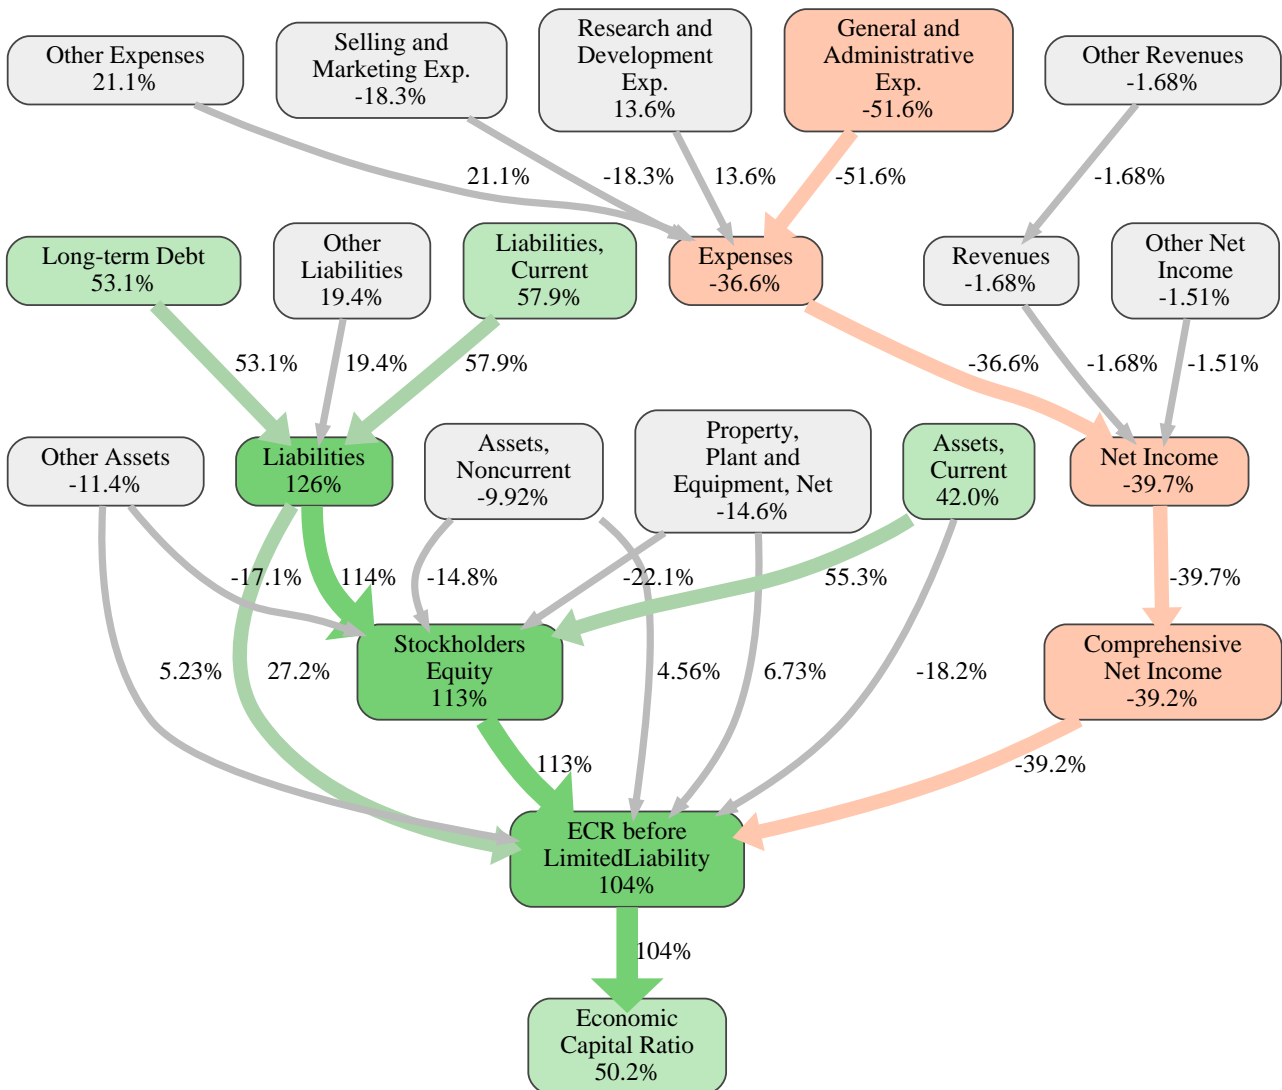 Other Expenses
21.1%
Selling and
Marketing Exp.
-18.3%
Research and
Development
Exp.
13.6%
General and
Administrative
Exp.
-51.6%
Other Revenues
-1.68%
21.1%
-18.3%
13.6%
-51.6%
-1.68%
Long-term Debt
53.1%
Other
Liabilities
19.4%
Liabilities,
Current
57.9%
Expenses
-36.6%
Revenues
-1.68%
Other Net
Income
-1.51%
53.1%
19.4%
57.9%
-36.6%
-1.68%
-1.51%
Other Assets
-11.4%
Liabilities
126%
Assets,
Noncurrent
-9.92%
Property,
Plant and
Equipment, Net
-14.6%
Assets,
Current
42.0%
Net Income
-39.7%
-17.1%
114%
-14.8%
-22.1%
55.3%
-39.7%
Stockholders
Equity
113%
Comprehensive
Net Income
-39.2%
5.23%
27.2%
4.56%
6.73%
-18.2%
113%
-39.2%
ECR before
LimitedLiability
104%
104%
Economic
Capital Ratio
50.2%